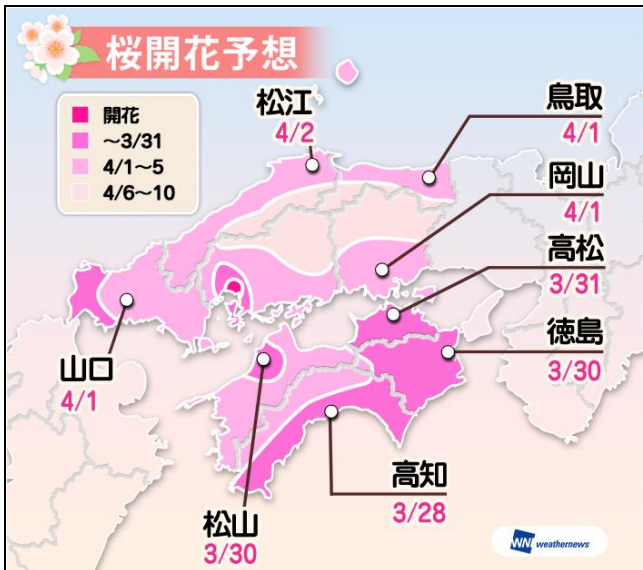 桜開花予想
開花
～3/31
4/1～5
4/6～10
松江
4/2
鳥取
4/1
岡山
4/1
高松
3/31
徳島
3/30
山口
4/1
高知
3/28
松山
3/30
WNI weathernews